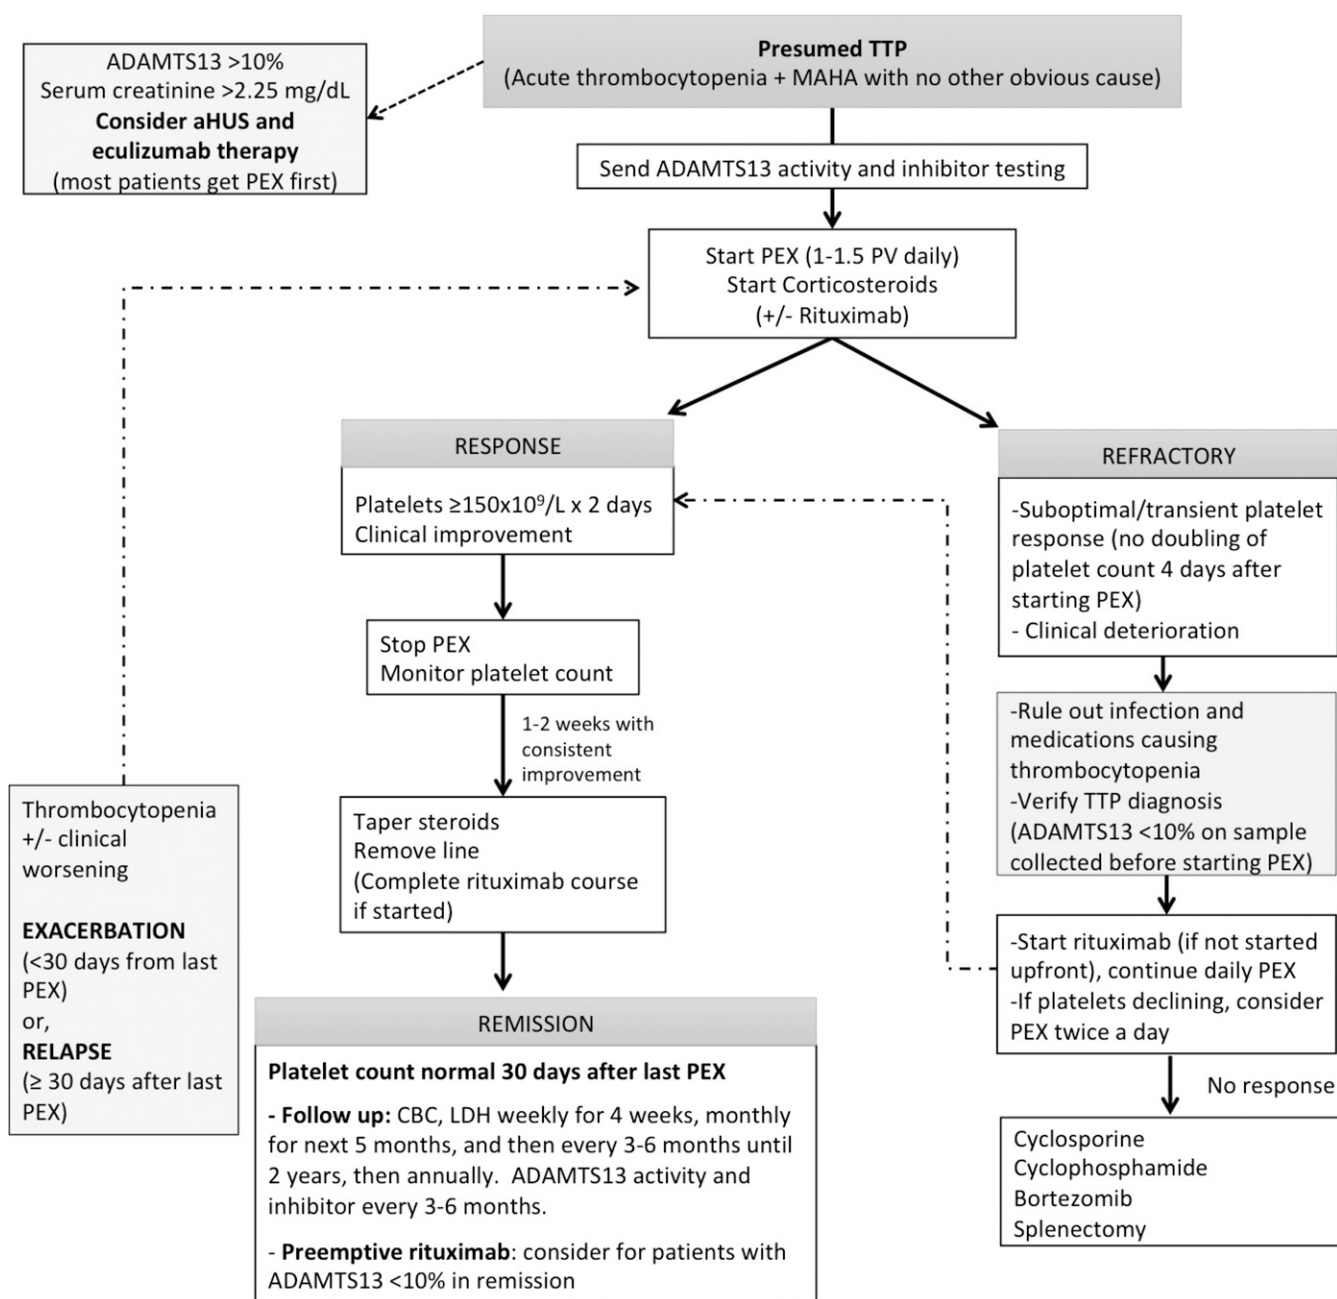 ADAMTS13 >10%
Serum creatinine >2.25 mg/dL
Consider aHUS and
eculizumab therapy
(most patients get PEX first)
Presumed TTP
(Acute thrombocytopenia + MAHA with no other obvious cause)
Send ADAMTS13 activity and inhibitor testing
Start PEX (1-1.5 PV daily)
Start Corticosteroids
(+/- Rituximab)
RESPONSE
Platelets ≥150x10⁹/L x 2 days
Clinical improvement
Stop PEX
Monitor platelet count
1-2 weeks with
consistent
improvement
Taper steroids
Remove line
(Complete rituximab course
if started)
REMISSION
Platelet count normal 30 days after last PEX
- Follow up: CBC, LDH weekly for 4 weeks, monthly
for next 5 months, and then every 3-6 months until
2 years, then annually. ADAMTS13 activity and
inhibitor every 3-6 months.
- Preemptive rituximab: consider for patients with
ADAMTS13 <10% in remission
REFRACTORY
-Suboptimal/transient platelet
response (no doubling of
platelet count 4 days after
starting PEX)
- Clinical deterioration
-Rule out infection and
medications causing
thrombocytopenia
-Verify TTP diagnosis
(ADAMTS13 <10% on sample
collected before starting PEX)
-Start rituximab (if not started
upfront), continue daily PEX
-If platelets declining, consider
PEX twice a day
No response
Cyclosporine
Cyclophosphamide
Bortezomib
Splenectomy
Thrombocytopenia
+/- clinical
worsening
EXACERBATION
(<30 days from last
PEX)
or,
RELAPSE
(≥ 30 days after last
PEX)